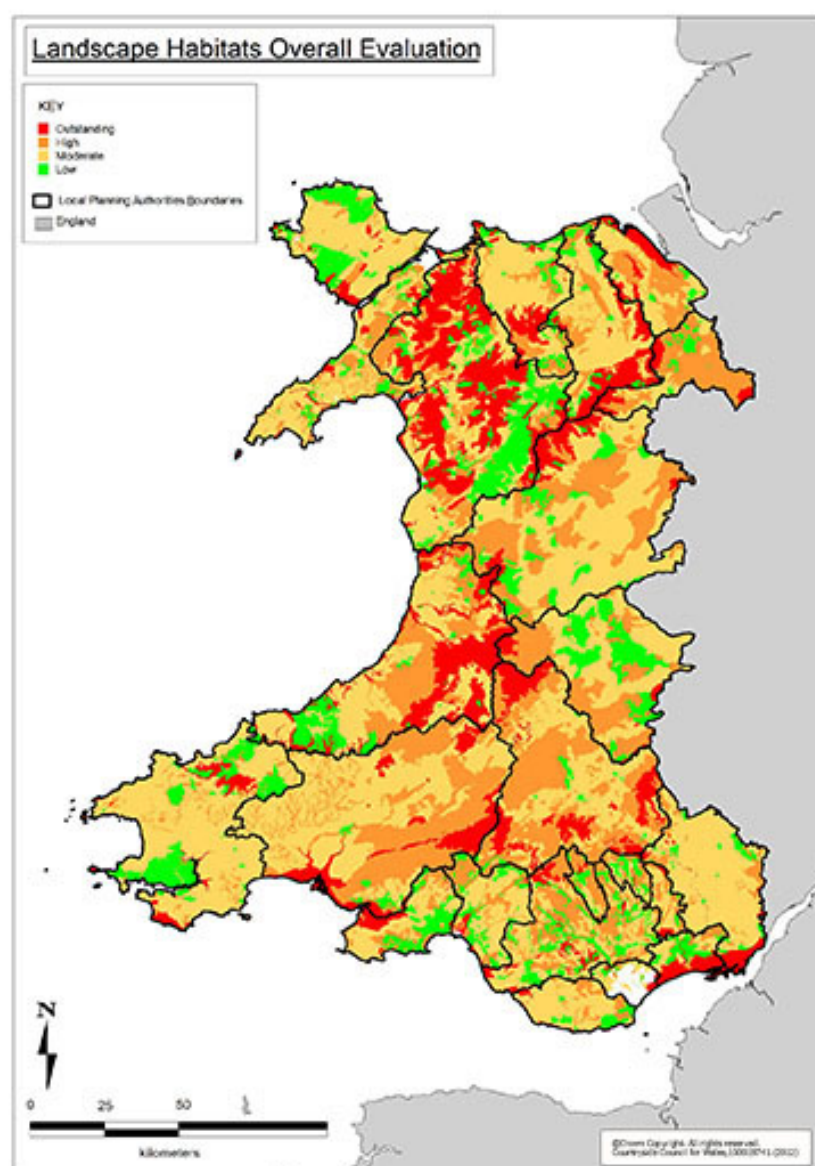 Landscape Habitats Overall Evaluation
KEY
Outstanding
High
Moderate
Low
Local Planning Authorities Boundaries
England
N
0 25 50
kilometers
©Crown Copyright. All rights reserved.
Countryside Council for Wales,